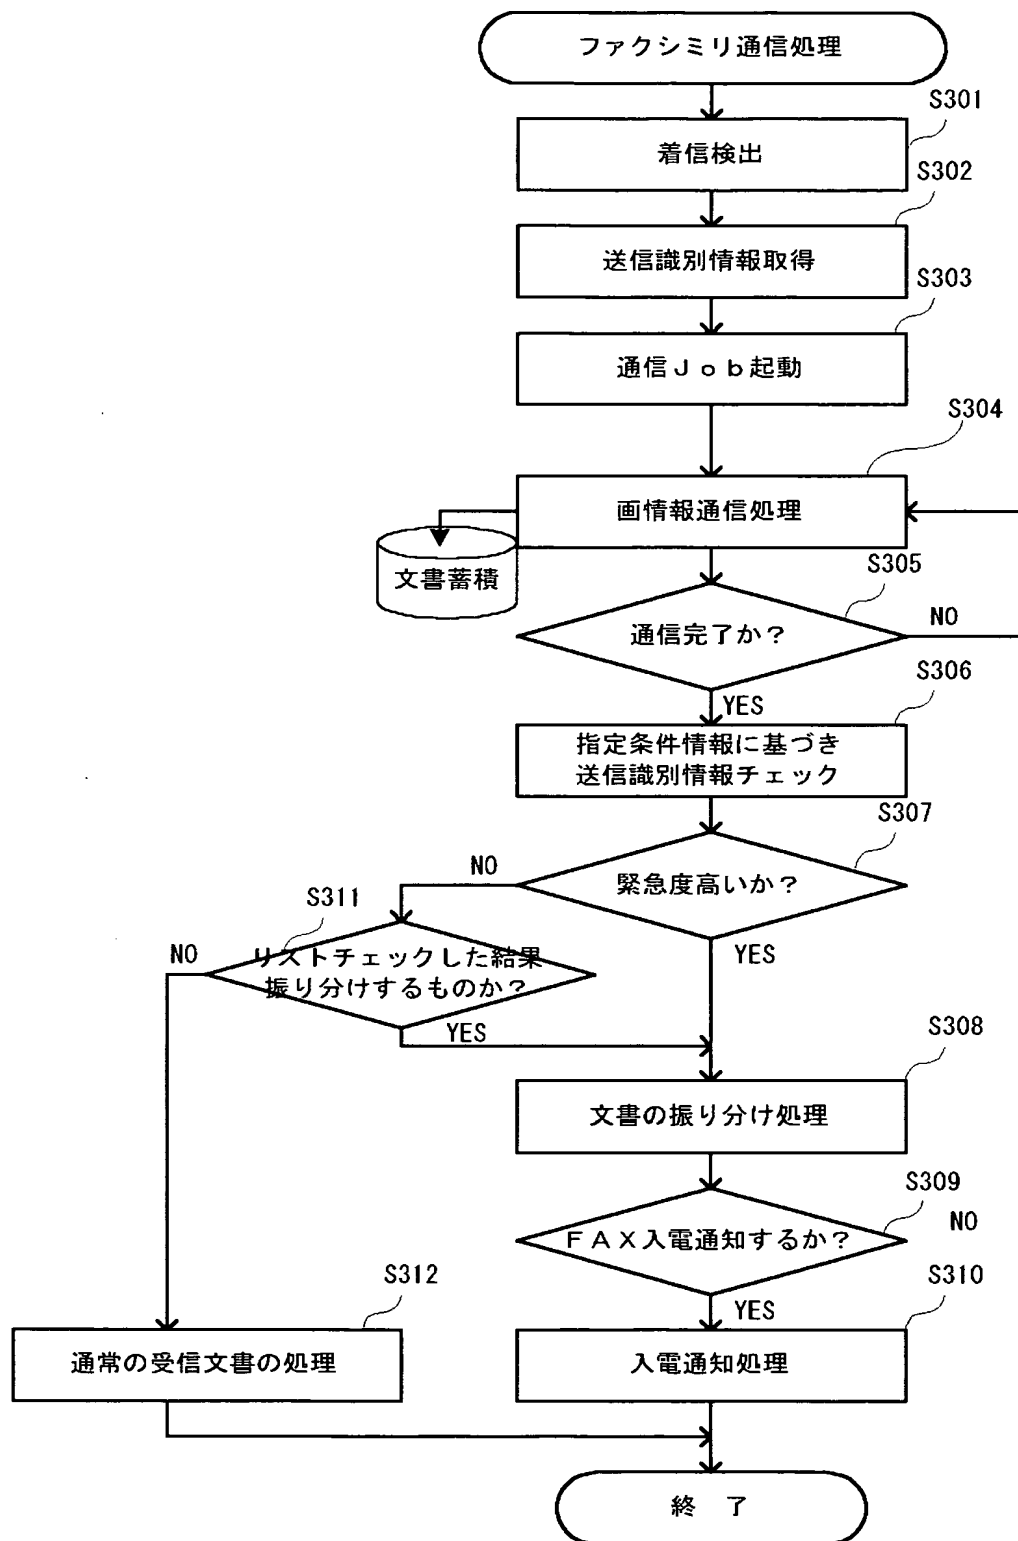 ファクシミリ通信処理
S301
着信検出
S302
送信識別情報取得
S303
通信Job起動
S304
画情報通信処理
文書蓄積
S305
通信完了か?
NO
YES
S306
指定条件情報に基づき
送信識別情報チェック
S307
緊急度高いか?
NO
YES
S311
リストチェックした結果
振り分けするものか?
NO
YES
S308
文書の振り分け処理
S309
FAX入電通知するか?
NO
YES
S310
入電通知処理
S312
通常の受信文書の処理
終 了